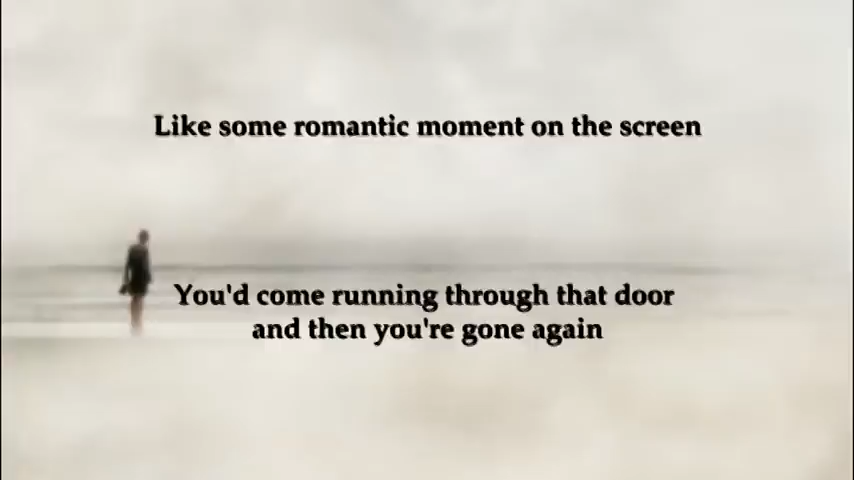 Like some romantic moment on the screen
You'd come running through that door
and then you're gone again